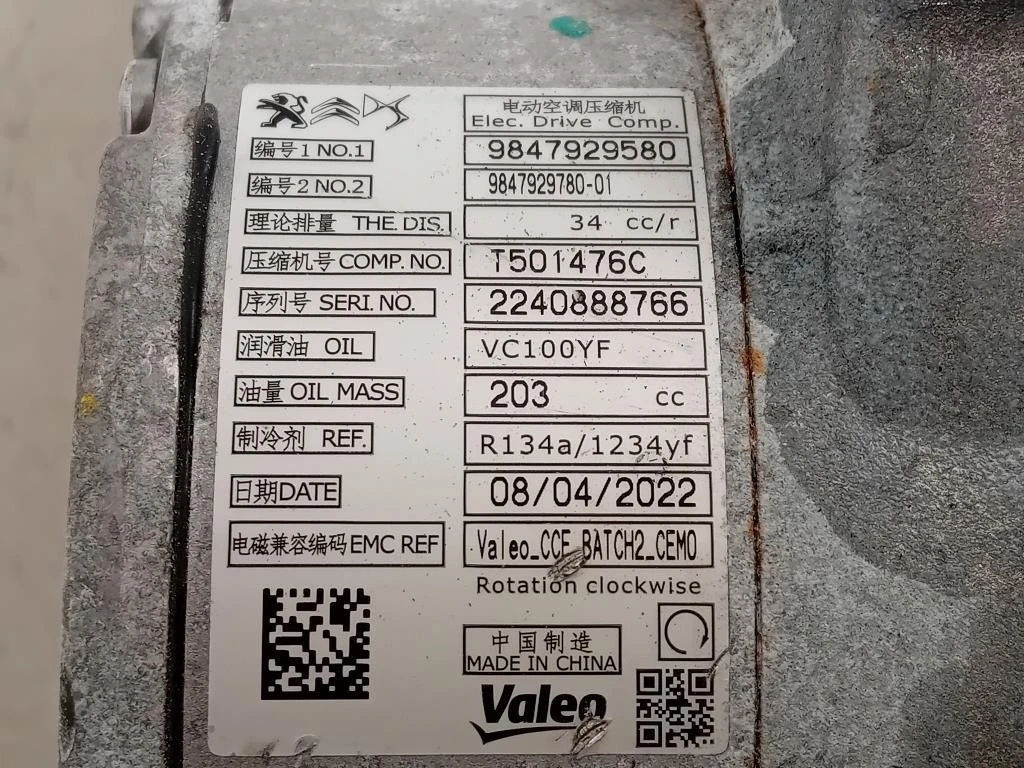 DS
电动空调压缩机
Elec. Drive Comp.
编号1 NO.1 9847929580
编号2 NO.2 9847929780-01
理论排量 THE. DIS. 34 cc/r
压缩机号 COMP. NO. T501476C
序列号 SERI. NO. 2240888766
润滑油 OIL VC100YF
油量 OIL MASS 203 cc
制冷剂 REF. R134a/1234yf
日期DATE 08/04/2022
电磁兼容编码EMC REF Valeo_CCF_BATCH2_CEM0
Rotation clockwise
中国制造
MADE IN CHINA
Valeo